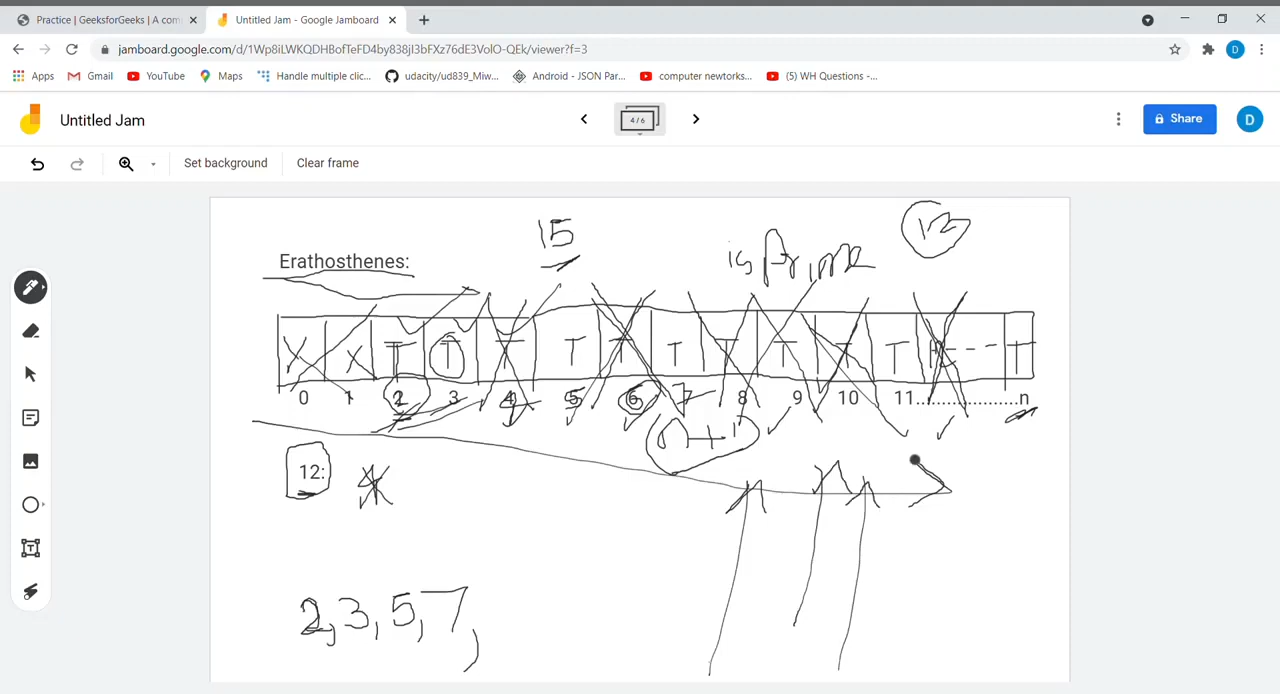 Practice | GeeksforGeeks | A com
Untitled Jam - Google Jamboard
jamboard.google.com/d/1Wp8iLWKQDHBofTeFD4by838jI3bFXz76dE3VolO-QEk/viewer?f=3
D
Apps
Gmail
YouTube
Maps
Handle multiple clic...
udacity/ud839_Miw...
Android - JSON Par...
computer newtorks...
(5) WH Questions -...
Untitled Jam
4 / 6
Share
D
Set background
Clear frame
15
is Prime
Erathosthenes:
X X T T T T T T T T T T T
0 1 2 3 4 5 6 7 8 9 10 11..................n
n+1
12:
2, 3, 5, 7,